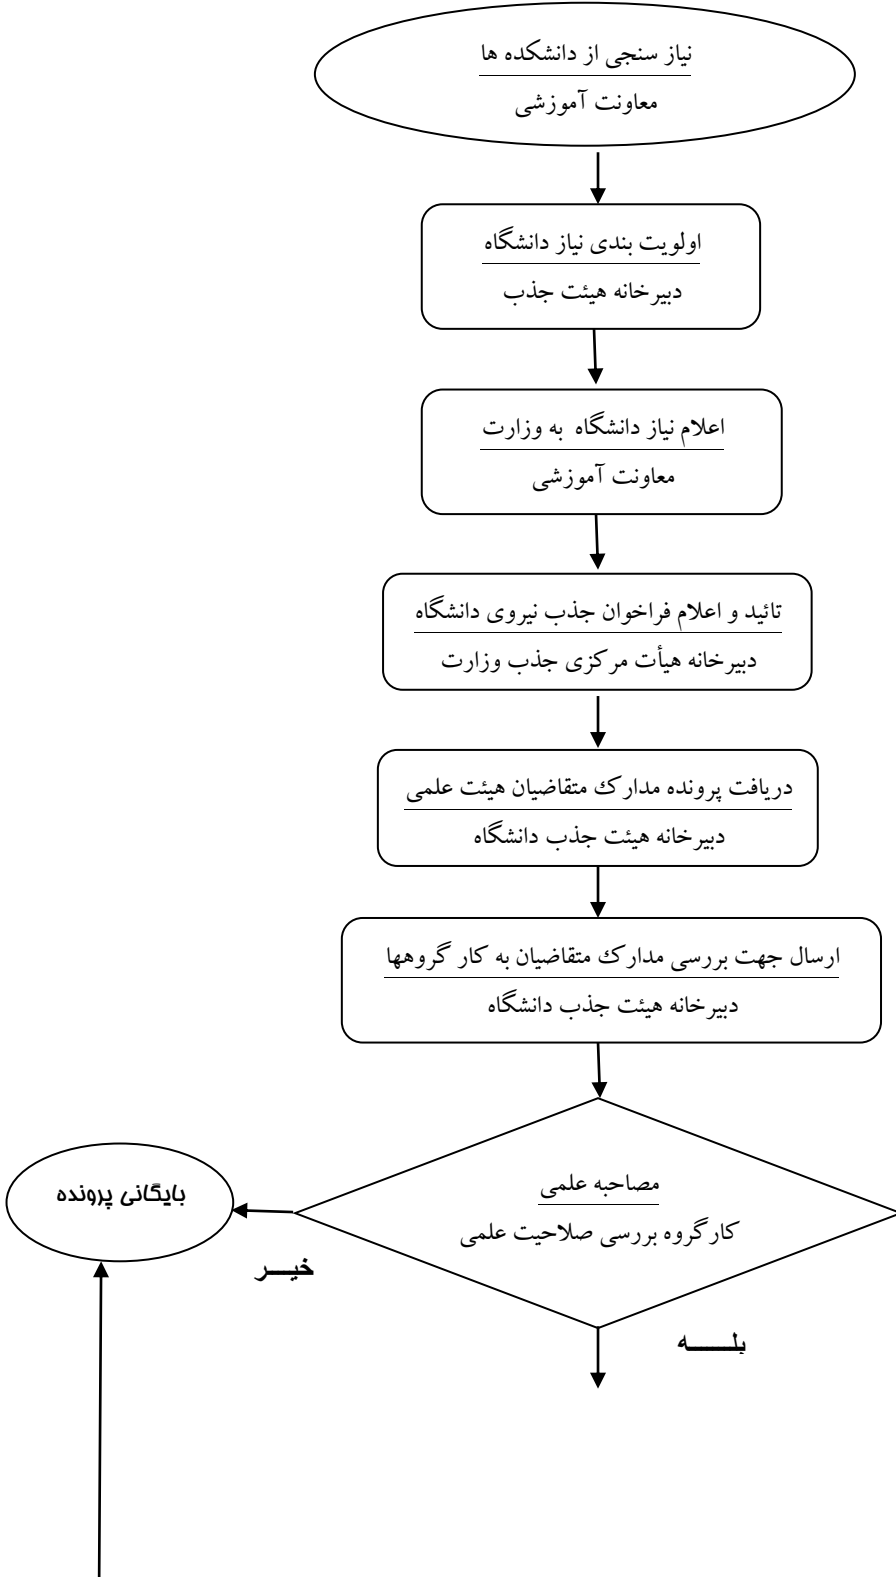 نیاز سنجی از دانشکده ها
معاونت آموزشی
اولویت بندی نیاز دانشگاه
دبیرخانه هیئت جذب
اعلام نیاز دانشگاه به وزارت
معاونت آموزشی
تائید و اعلام فراخوان جذب نیروی دانشگاه
دبیرخانه هیأت مرکزی جذب وزارت
دریافت پرونده مدارک متقاضیان هیئت علمی
دبیرخانه هیئت جذب دانشگاه
ارسال جهت بررسی مدارک متقاضیان به کار گروهها
دبیرخانه هیئت جذب دانشگاه
مصاحبه علمی
کارگروه بررسی صلاحیت علمی
بایگانی پرونده
خیـــر
بلـــــه